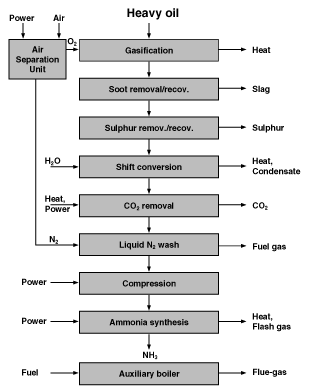 Heavy oil
Power
Air
Air
Separation
Unit
O₂
Gasification
Heat
Soot removal/recov.
Slag
Sulphur remov./recov.
Sulphur
H₂O
Shift conversion
Heat,
Condensate
Heat,
Power
CO₂ removal
CO₂
N₂
Liquid N₂ wash
Fuel gas
Power
Compression
Power
Ammonia synthesis
Heat,
Flash gas
NH₃
Fuel
Auxiliary boiler
Flue-gas